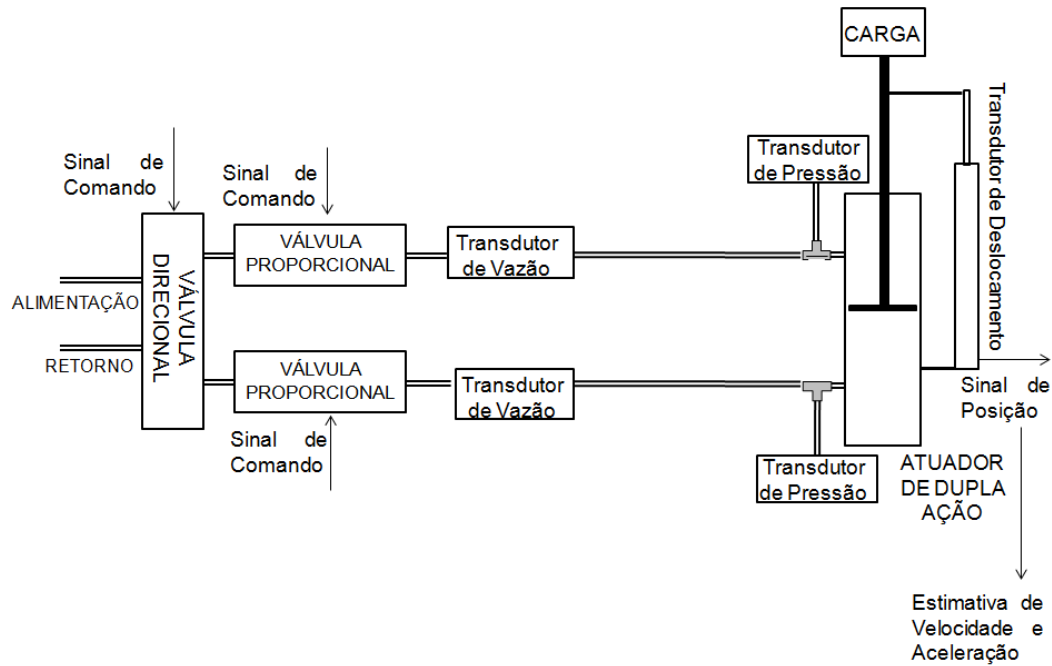 CARGA
Transdutor de Deslocamento
Transdutor
de Pressão
Sinal de
Comando
Sinal de
Comando
VÁLVULA
DIRECIONAL
VÁLVULA
PROPORCIONAL
Transdutor
de Vazão
ALIMENTAÇÃO
RETORNO
VÁLVULA
PROPORCIONAL
Transdutor
de Vazão
Sinal de
Posição
Sinal de
Comando
Transdutor
de Pressão
ATUADOR
DE DUPLA
AÇÃO
Estimativa de
Velocidade e
Aceleração